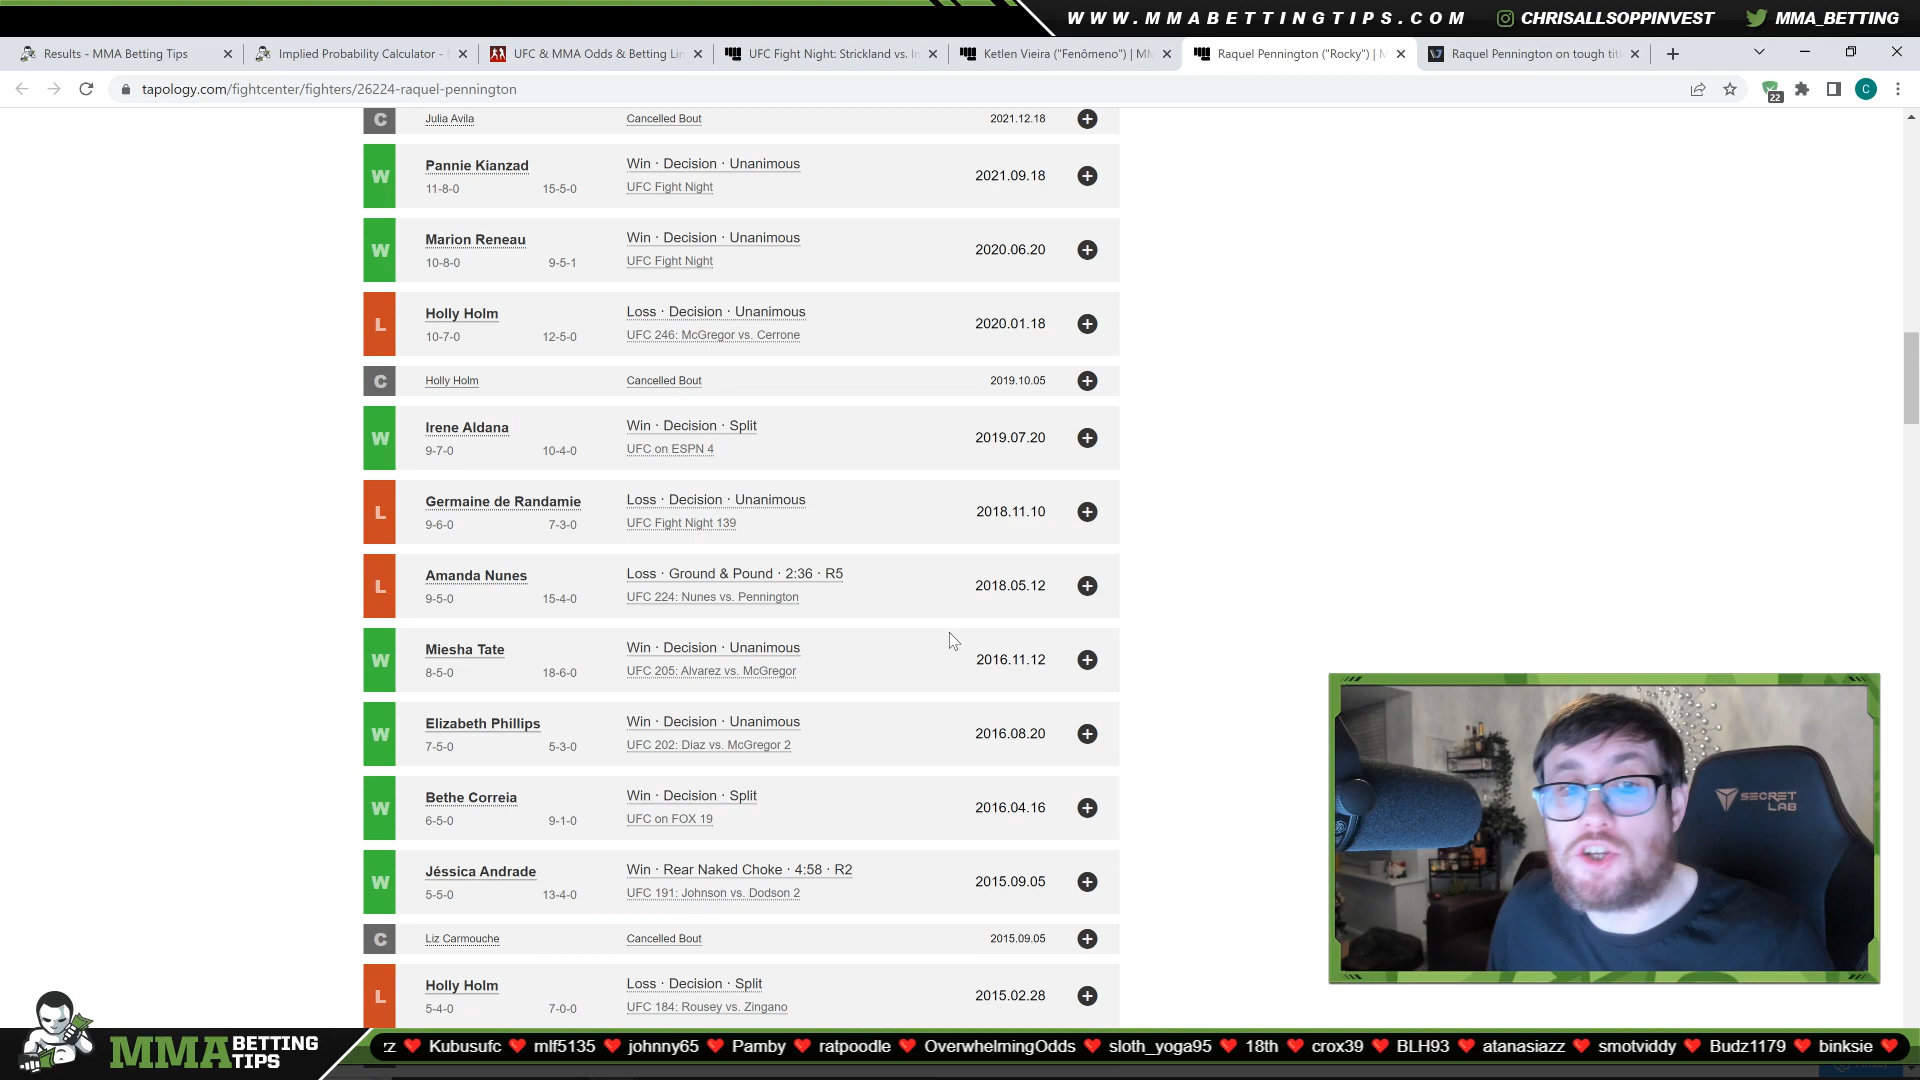 WWW.MMABETTINGTIPS.COM CHRISALLSOPPINVEST MMA_BETTING
Results - MMA Betting Tips
Implied Probability Calculator -
UFC & MMA Odds & Betting Lin
UFC Fight Night: Strickland vs. In
Ketlen Vieira ("Fenômeno") | MM
Raquel Pennington ("Rocky") | M
Raquel Pennington on tough titl
tapology.com/fightcenter/fighters/26224-raquel-pennington
22
C
C Julia Avila Cancelled Bout 2021.12.18
W Pannie Kianzad Win · Decision · Unanimous 2021.09.18
11-8-0 15-5-0 UFC Fight Night
W Marion Reneau Win · Decision · Unanimous 2020.06.20
10-8-0 9-5-1 UFC Fight Night
L Holly Holm Loss · Decision · Unanimous 2020.01.18
10-7-0 12-5-0 UFC 246: McGregor vs. Cerrone
C Holly Holm Cancelled Bout 2019.10.05
W Irene Aldana Win · Decision · Split 2019.07.20
9-7-0 10-4-0 UFC on ESPN 4
L Germaine de Randamie Loss · Decision · Unanimous 2018.11.10
9-6-0 7-3-0 UFC Fight Night 139
L Amanda Nunes Loss · Ground & Pound · 2:36 · R5 2018.05.12
9-5-0 15-4-0 UFC 224: Nunes vs. Pennington
W Miesha Tate Win · Decision · Unanimous 2016.11.12
8-5-0 18-6-0 UFC 205: Alvarez vs. McGregor
W Elizabeth Phillips Win · Decision · Unanimous 2016.08.20
7-5-0 5-3-0 UFC 202: Diaz vs. McGregor 2
W Bethe Correia Win · Decision · Split 2016.04.16
6-5-0 9-1-0 UFC on FOX 19
W Jéssica Andrade Win · Rear Naked Choke · 4:58 · R2 2015.09.05
5-5-0 13-4-0 UFC 191: Johnson vs. Dodson 2
C Liz Carmouche Cancelled Bout 2015.09.05
L Holly Holm Loss · Decision · Split 2015.02.28
5-4-0 7-0-0 UFC 184: Rousey vs. Zingano
SECRET
LAB
MMA BETTING
TIPS
zz Kubusufc mlf5135 johnny65 Pamby ratpoodle OverwhelmingOdds sloth_yoga95 18th crox39 BLH93 atanasiazz smotviddy Budz1179 binksie